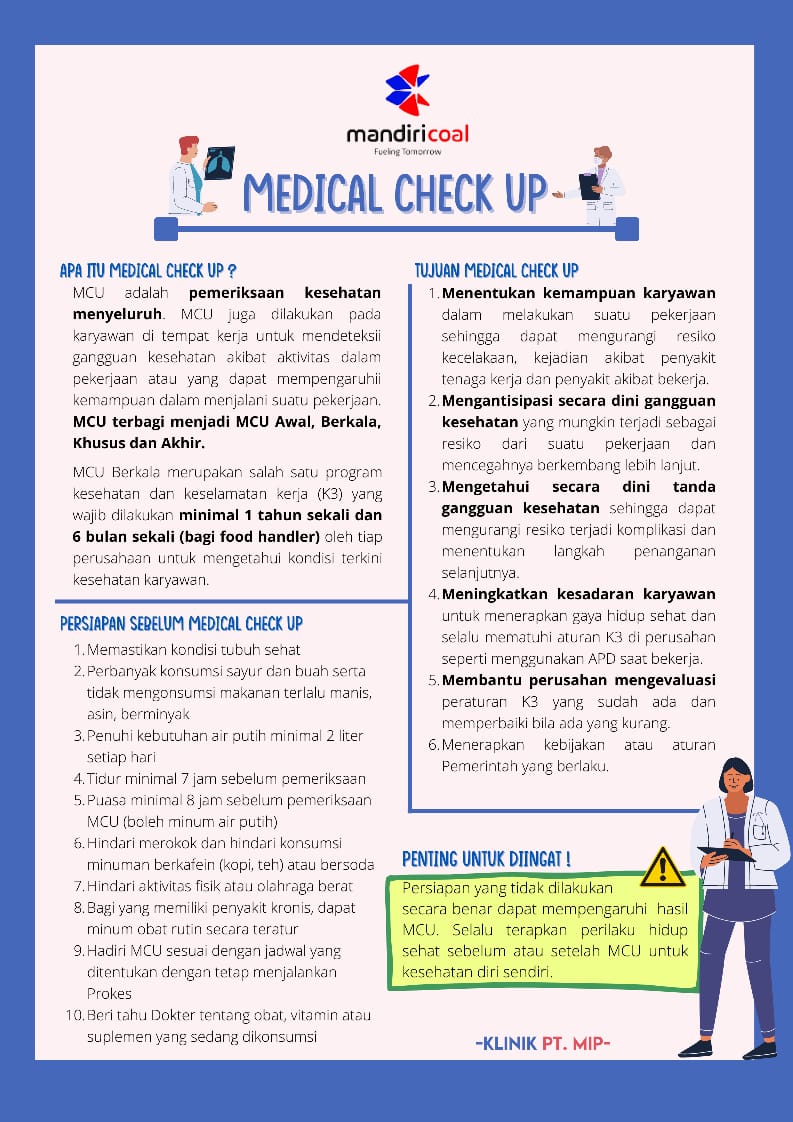 mandiricoal
Fueling Tomorrow
MEDICAL CHECK UP
APA ITU MEDICAL CHECK UP ?
MCU adalah pemeriksaan kesehatan
menyeluruh. MCU juga dilakukan pada
karyawan di tempat kerja untuk mendeteksii
gangguan kesehatan akibat aktivitas dalam
pekerjaan atau yang dapat mempengaruhii
kemampuan dalam menjalani suatu pekerjaan.
MCU terbagi menjadi MCU Awal, Berkala,
Khusus dan Akhir.
MCU Berkala merupakan salah satu program
kesehatan dan keselamatan kerja (K3) yang
wajib dilakukan minimal 1 tahun sekali dan
6 bulan sekali (bagi food handler) oleh tiap
perusahaan untuk mengetahui kondisi terkini
kesehatan karyawan.
PERSIAPAN SEBELUM MEDICAL CHECK UP
1. Memastikan kondisi tubuh sehat
2. Perbanyak konsumsi sayur dan buah serta
tidak mengonsumsi makanan terlalu manis,
asin, berminyak
3. Penuhi kebutuhan air putih minimal 2 liter
setiap hari
4. Tidur minimal 7 jam sebelum pemeriksaan
5. Puasa minimal 8 jam sebelum pemeriksaan
MCU (boleh minum air putih)
6. Hindari merokok dan hindari konsumsi
minuman berkafein (kopi, teh) atau bersoda
7. Hindari aktivitas fisik atau olahraga berat
8. Bagi yang memiliki penyakit kronis, dapat
minum obat rutin secara teratur
9. Hadiri MCU sesuai dengan jadwal yang
ditentukan dengan tetap menjalankan
Prokes
10. Beri tahu Dokter tentang obat, vitamin atau
suplemen yang sedang dikonsumsi
TUJUAN MEDICAL CHECK UP
1. Menentukan kemampuan karyawan
dalam melakukan suatu pekerjaan
sehingga dapat mengurangi resiko
kecelakaan, kejadian akibat penyakit
tenaga kerja dan penyakit akibat bekerja.
2. Mengantisipasi secara dini gangguan
kesehatan yang mungkin terjadi sebagai
resiko dari suatu pekerjaan dan
mencegahnya berkembang lebih lanjut.
3. Mengetahui secara dini tanda
gangguan kesehatan sehingga dapat
mengurangi resiko terjadi komplikasi dan
menentukan langkah penanganan
selanjutnya.
4. Meningkatkan kesadaran karyawan
untuk menerapkan gaya hidup sehat dan
selalu mematuhi aturan K3 di perusahan
seperti menggunakan APD saat bekerja.
5. Membantu perusahan mengevaluasi
peraturan K3 yang sudah ada dan
memperbaiki bila ada yang kurang.
6. Menerapkan kebijakan atau aturan
Pemerintah yang berlaku.
PENTING UNTUK DIINGAT !
Persiapan yang tidak dilakukan
secara benar dapat mempengaruhi hasil
MCU. Selalu terapkan perilaku hidup
sehat sebelum atau setelah MCU untuk
kesehatan diri sendiri.
-KLINIK PT. MIP-